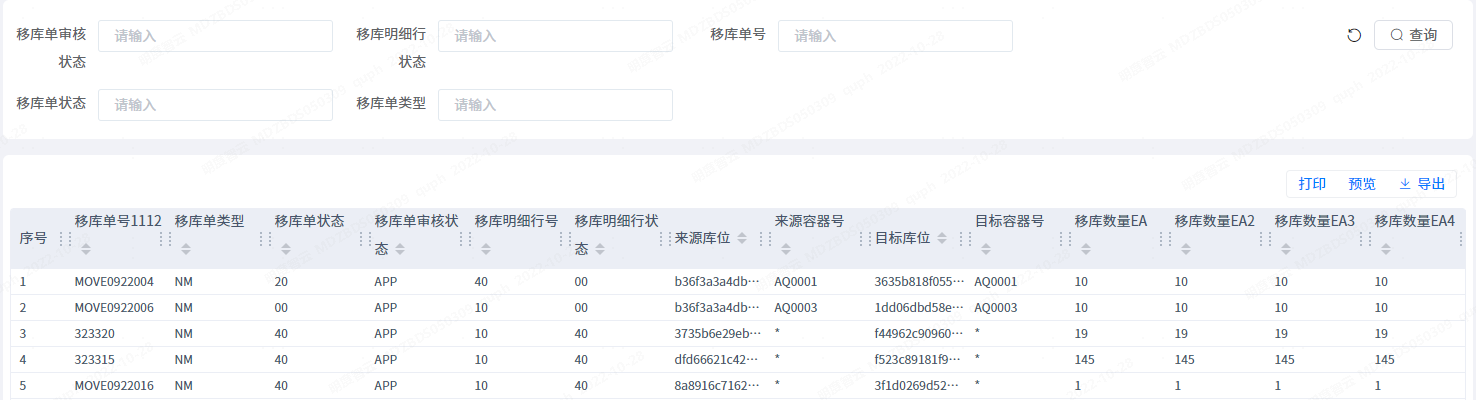 移库单审核状态 请输入 移库明细行状态 请输入 移库单号 请输入 查询
移库单状态 请输入 移库单类型 请输入
打印 预览 导出
序号 移库单号1112 移库单类型 移库单状态 移库单审核状态 移库明细行号 移库明细行状态 来源库位 来源容器号 目标库位 目标容器号 移库数量EA 移库数量EA2 移库数量EA3 移库数量EA4
1 MOVE0922004 NM 20 APP 40 00 b36f3a3a4db… AQ0001 3635b818f055… AQ0001 10 10 10 10
2 MOVE0922006 NM 00 APP 10 00 b36f3a3a4db… AQ0003 1dd06dbd58e… AQ0003 10 10 10 10
3 323320 NM 40 APP 10 40 3735b6e29eb… * f44962c90960… * 19 19 19 19
4 323315 NM 40 APP 10 40 dfd66621c42… * f523c89181f9… * 145 145 145 145
5 MOVE0922016 NM 40 APP 10 40 8a8916c7162… * 3f1d0269d52… * 1 1 1 1